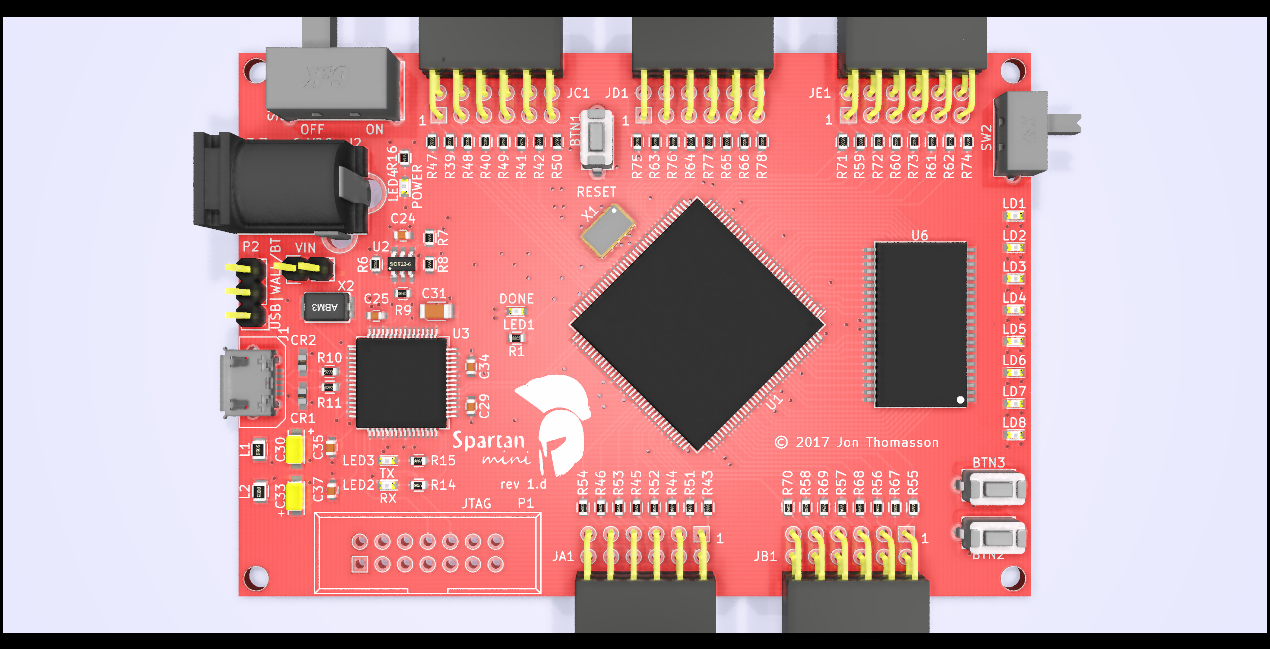 C&K
OFF ON
JC1
1
JD1
1
JE1
1
BTN1
RESET
SW2
R47
R39
R48
R40
R49
R41
R42
R50
R75
R63
R76
R64
R77
R65
R66
R78
R71
R59
R72
R60
R73
R61
R62
R74
R16
LED4
POWER
C24
X1
P2
VIN
U2
R7
R6
R8
R9
USB|WALL/BT
X2
ABM3
C25
C31
DONE
LED1
R1
U6
LD1
LD2
LD3
LD4
LD5
LD6
LD7
LD8
J1
CR2
U3
R10
R11
CR1
C34
C29
U1
L1
C30
C35
L2
C33
+
C37
LED3
R15
TX
LED2
R14
RX
Spartan
mini
rev 1.d
© 2017 Jon Thomasson
JTAG
P1
R54
R46
R53
R45
R52
R44
R51
R43
JA1
1
R70
R58
R69
R57
R68
R56
R67
R55
JB1
1
BTN3
BTN2